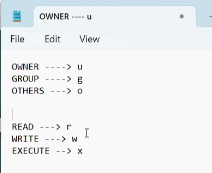 OWNER ---- u
File Edit View
OWNER ----> u
GROUP ----> g
OTHERS ----> o
READ ---> r
WRITE ---> w
EXECUTE ---> x